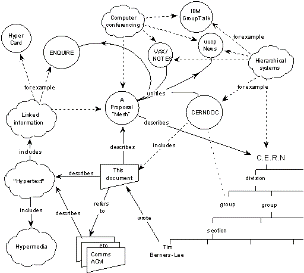 IBM
GroupTalk
Computer
conferencing
Hyper
Card
ENQUIRE
UUCP
News
VAX/
NOTES
Hierarchical
systems
for example
for example
unifies
for example
A
Proposal
"Mesh"
CERNDOC
Linked
information
describes
C.E.R.N
includes
describes
includes
division
"Hypertext"
describes
This
document
group
group
includes
describes
refers
to
wrote
section
Hypermedia
etc
Comms
ACM
Tim
Berners-Lee